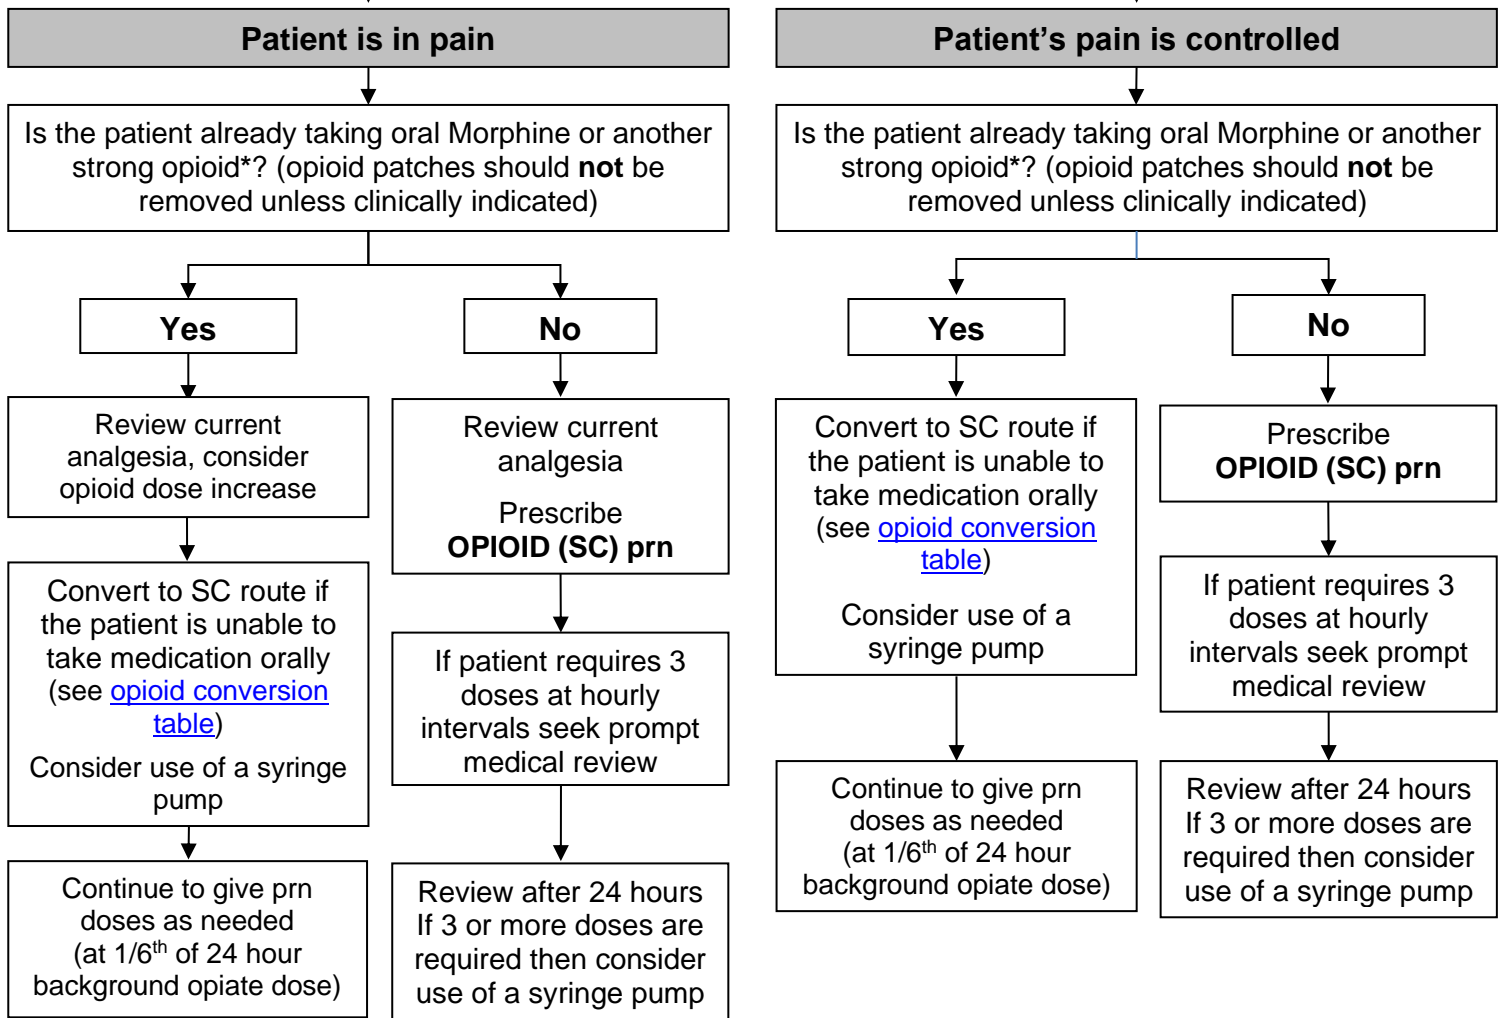 Patient is in pain
Is the patient already taking oral Morphine or another
strong opioid*? (opioid patches should not be
removed unless clinically indicated)
Yes
Review current
analgesia, consider
opioid dose increase
Convert to SC route if
the patient is unable to
take medication orally
(see opioid conversion
table)
Consider use of a syringe
pump
Continue to give prn
doses as needed
(at 1/6th of 24 hour
background opiate dose)
No
Review current
analgesia
Prescribe
OPIOID (SC) prn
If patient requires 3
doses at hourly
intervals seek prompt
medical review
Review after 24 hours
If 3 or more doses are
required then consider
use of a syringe pump
Patient’s pain is controlled
Is the patient already taking oral Morphine or another
strong opioid*? (opioid patches should not be
removed unless clinically indicated)
Yes
Convert to SC route if
the patient is unable to
take medication orally
(see opioid conversion
table)
Consider use of a
syringe pump
Continue to give prn
doses as needed
(at 1/6th of 24 hour
background opiate dose)
No
Prescribe
OPIOID (SC) prn
If patient requires 3
doses at hourly
intervals seek prompt
medical review
Review after 24 hours
If 3 or more doses are
required then consider
use of a syringe pump